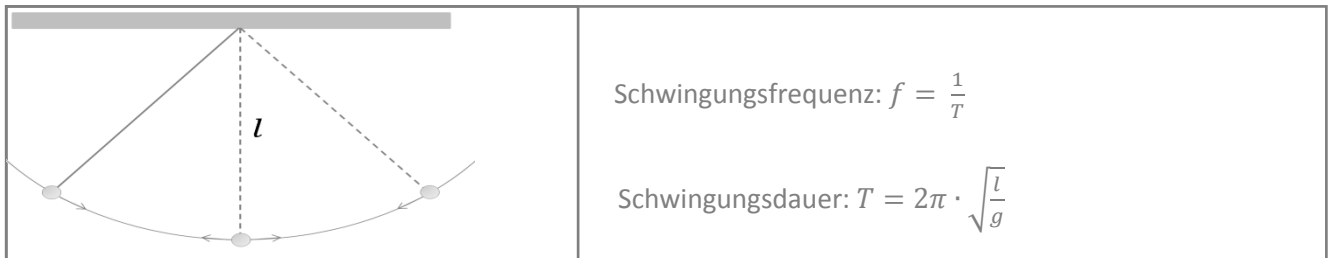 l
Schwingungsfrequenz: f = 1/T
Schwingungsdauer: T = 2π · √(l/g)